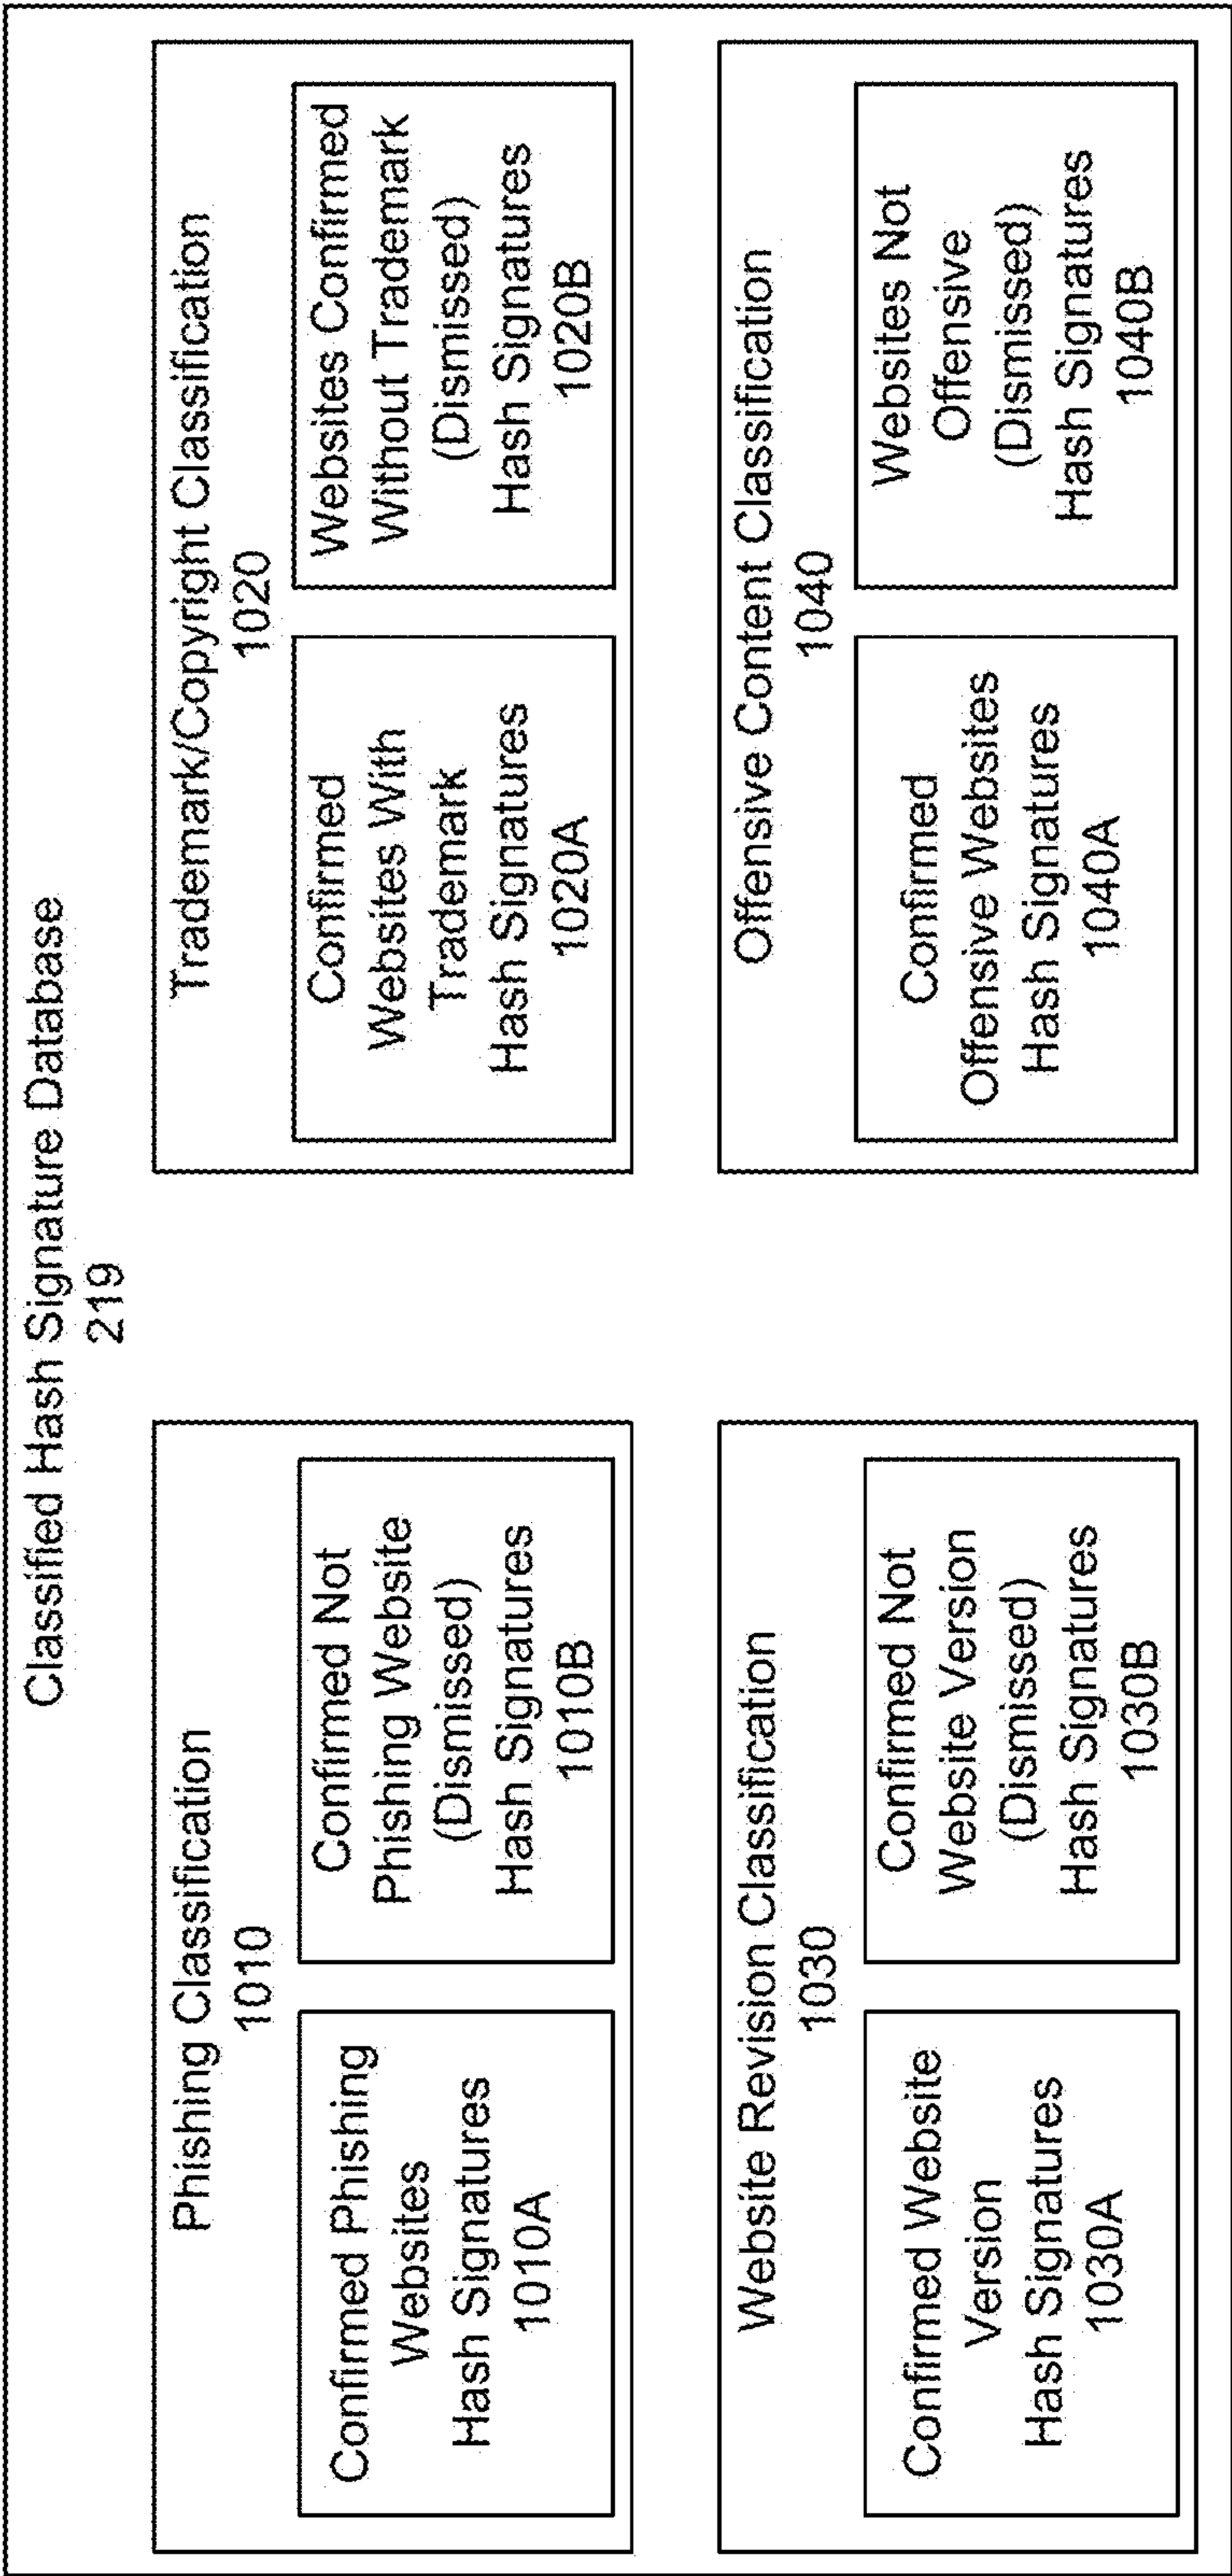 Classified Hash Signature Database
219
Phishing Classification
1010
Confirmed Phishing
Websites
Hash Signatures
1010A
Confirmed Not
Phishing Website
(Dismissed)
Hash Signatures
1010B
Trademark/Copyright Classification
1020
Confirmed
Websites With
Trademark
Hash Signatures
1020A
Websites Confirmed
Without Trademark
(Dismissed)
Hash Signatures
1020B
Website Revision Classification
1030
Confirmed Website
Version
Hash Signatures
1030A
Confirmed Not
Website Version
(Dismissed)
Hash Signatures
1030B
Offensive Content Classification
1040
Confirmed
Offensive Websites
Hash Signatures
1040A
Websites Not
Offensive
(Dismissed)
Hash Signatures
1040B